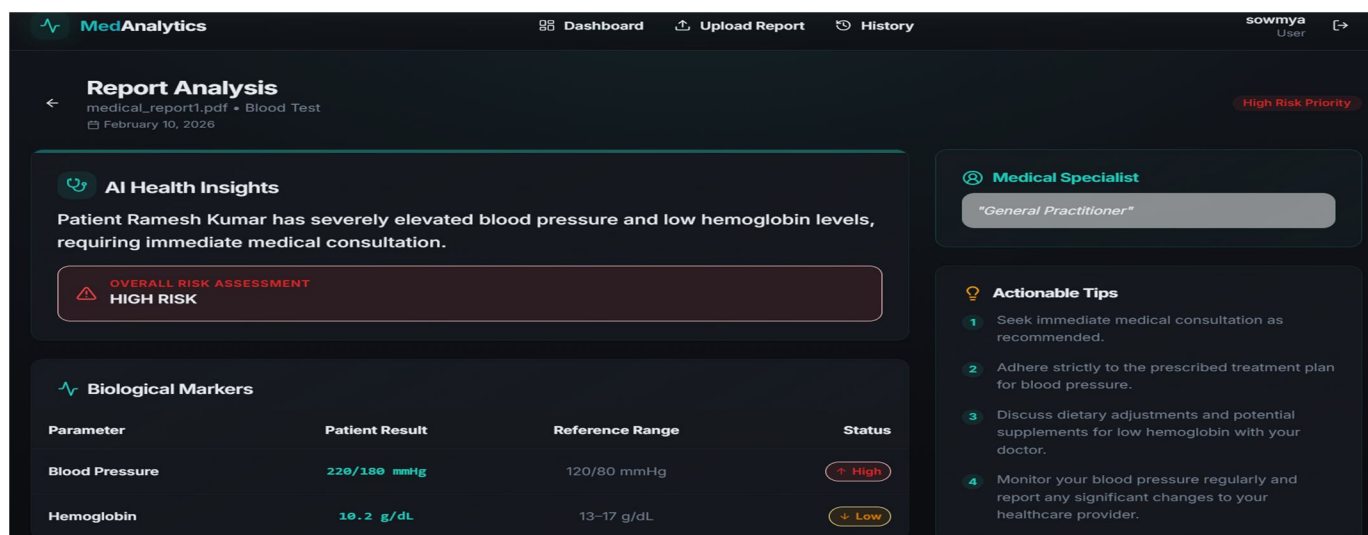 MedAnalytics
Dashboard
Upload Report
History
sowmya
User
Report Analysis
medical_report1.pdf • Blood Test
February 10, 2026
High Risk Priority
AI Health Insights
Patient Ramesh Kumar has severely elevated blood pressure and low hemoglobin levels,
requiring immediate medical consultation.
OVERALL RISK ASSESSMENT
HIGH RISK
Biological Markers
Parameter Patient Result Reference Range Status
Blood Pressure 220/180 mmHg 120/80 mmHg ↑ High
Hemoglobin 10.2 g/dL 13–17 g/dL ↓ Low
Medical Specialist
"General Practitioner"
Actionable Tips
1 Seek immediate medical consultation as
recommended.
2 Adhere strictly to the prescribed treatment plan
for blood pressure.
3 Discuss dietary adjustments and potential
supplements for low hemoglobin with your
doctor.
4 Monitor your blood pressure regularly and
report any significant changes to your
healthcare provider.